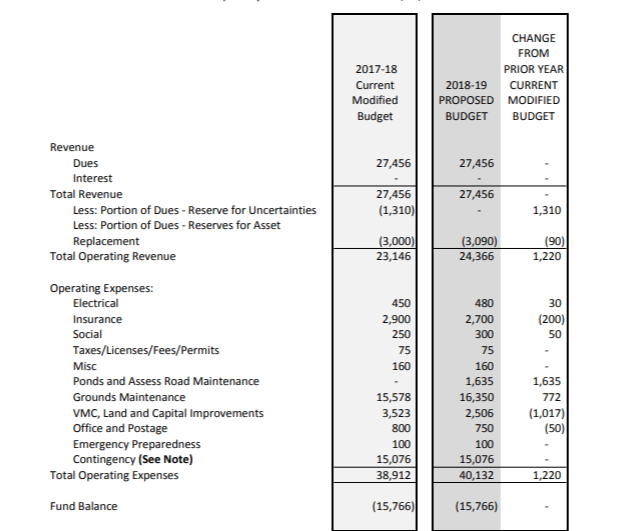 CHANGE
FROM
2017-18 PRIOR YEAR
Current 2018-19 CURRENT
Modified PROPOSED MODIFIED
Budget BUDGET BUDGET
Revenue
Dues 27,456 27,456 -
Interest - - -
Total Revenue 27,456 27,456 -
Less: Portion of Dues - Reserve for Uncertainties (1,310) - 1,310
Less: Portion of Dues - Reserves for Asset
Replacement (3,000) (3,090) (90)
Total Operating Revenue 23,146 24,366 1,220
Operating Expenses:
Electrical 450 480 30
Insurance 2,900 2,700 (200)
Social 250 300 50
Taxes/Licenses/Fees/Permits 75 75 -
Misc 160 160 -
Ponds and Assess Road Maintenance - 1,635 1,635
Grounds Maintenance 15,578 16,350 772
VMC, Land and Capital Improvements 3,523 2,506 (1,017)
Office and Postage 800 750 (50)
Emergency Preparedness 100 100 -
Contingency (See Note) 15,076 15,076 -
Total Operating Expenses 38,912 40,132 1,220
Fund Balance (15,766) (15,766) -